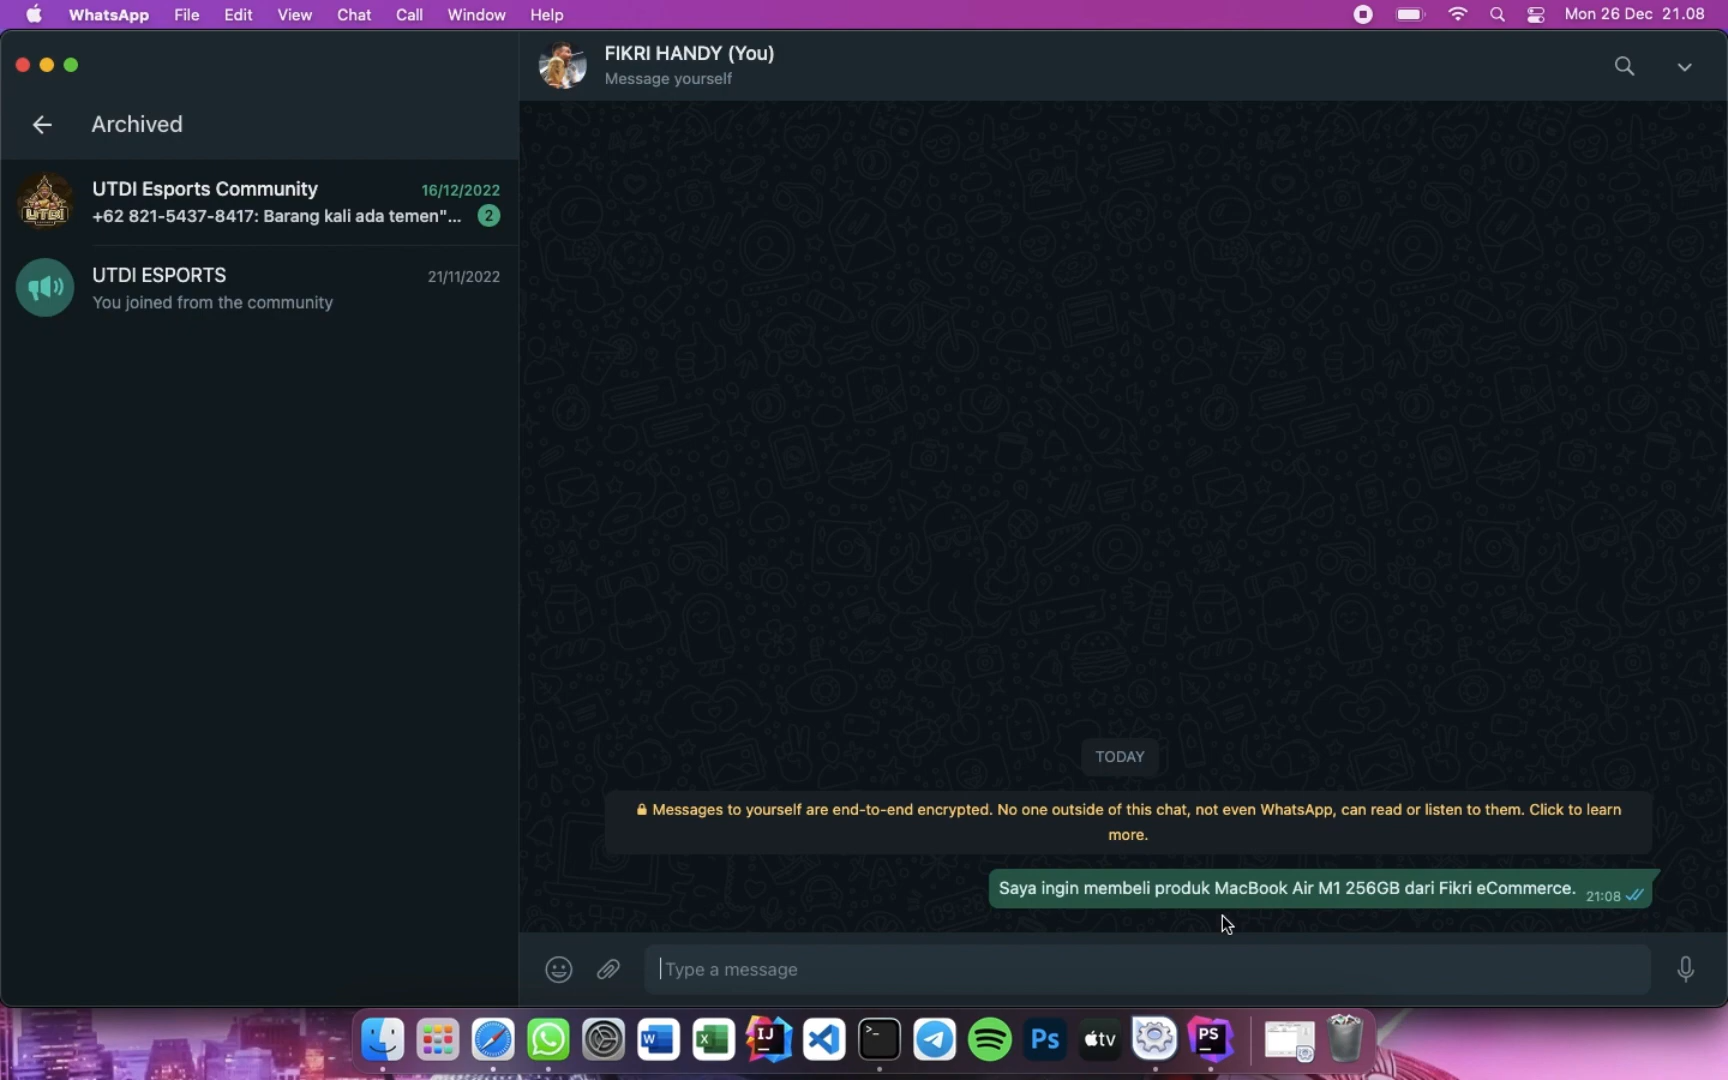 WhatsApp File Edit View Chat Call Window Help Mon 26 Dec 21.08
FIKRI HANDY (You)
Message yourself
Archived
UTDI Esports Community 16/12/2022
+62 821-5437-8417: Barang kali ada temen"... 2
UTDI ESPORTS 21/11/2022
You joined from the community
TODAY
Messages to yourself are end-to-end encrypted. No one outside of this chat, not even WhatsApp, can read or listen to them. Click to learn
more.
Saya ingin membeli produk MacBook Air M1 256GB dari Fikri eCommerce. 21:08
Type a message
W X IJ >_ Ps tv PS